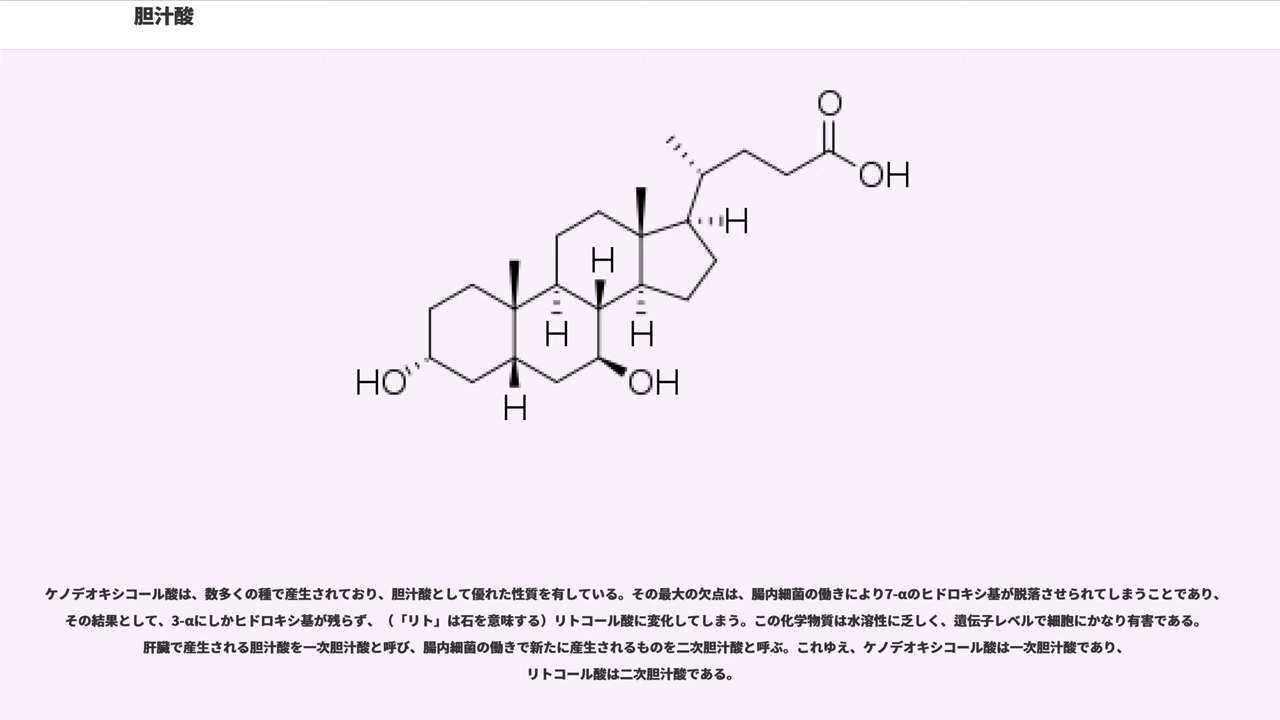 胆汁酸
O
OH
H
H
H
H
HO
OH
H
ケノデオキシコール酸は、数多くの種で産生されており、胆汁酸として優れた性質を有している。その最大の欠点は、腸内細菌の働きにより7-αのヒドロキシ基が脱落させられてしまうことであり、
その結果として、3-αにしかヒドロキシ基が残らず、（「リト」は石を意味する）リトコール酸に変化してしまう。この化学物質は水溶性に乏しく、遺伝子レベルで細胞にかなり有害である。
肝臓で産生される胆汁酸を一次胆汁酸と呼び、腸内細菌の働きで新たに産生されるものを二次胆汁酸と呼ぶ。これゆえ、ケノデオキシコール酸は一次胆汁酸であり、
リトコール酸は二次胆汁酸である。